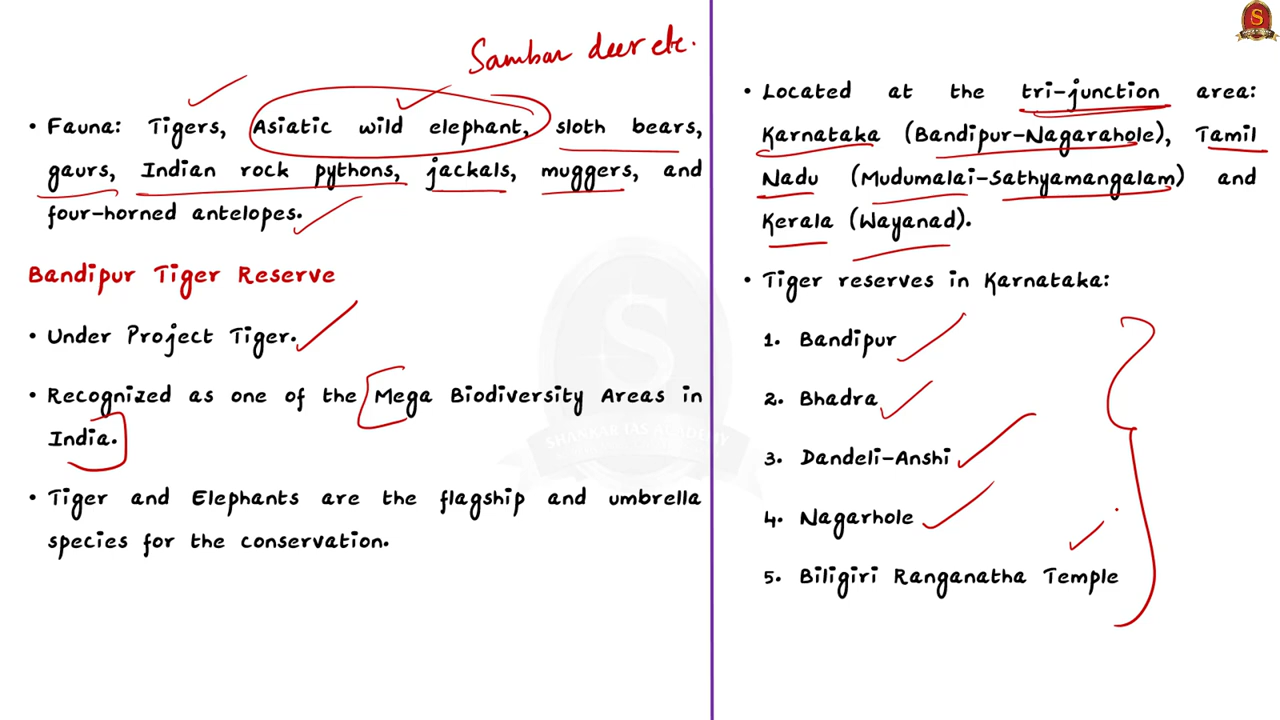 Sambar deer etc.
• Fauna: Tigers, Asiatic wild elephant, sloth bears,
gaurs, Indian rock pythons, jackals, muggers, and
four-horned antelopes.
Bandipur Tiger Reserve
• Under Project Tiger.
• Recognized as one of the Mega Biodiversity Areas in
India.
• Tiger and Elephants are the flagship and umbrella
species for the conservation.
• Located at the tri-junction area:
Karnataka (Bandipur-Nagarahole), Tamil
Nadu (Mudumalai-Sathyamangalam) and
Kerala (Wayanad).
• Tiger reserves in Karnataka:
1. Bandipur
2. Bhadra
3. Dandeli-Anshi
4. Nagarhole
5. Biligiri Ranganatha Temple
S
SHANKAR IAS ACADEMY
S